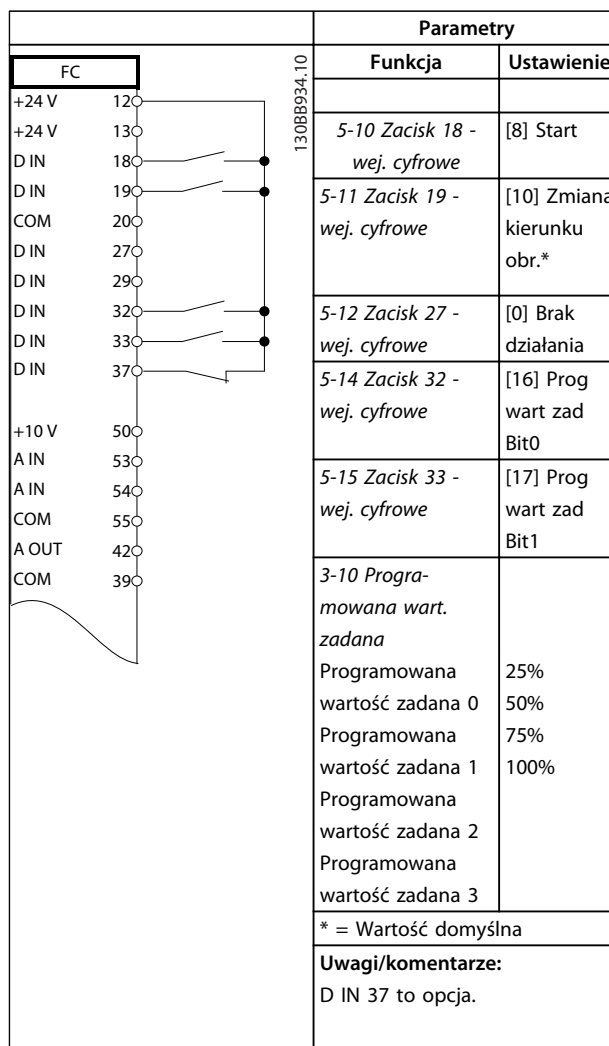 FC
+24 V 12
+24 V 13
D IN 18
D IN 19
COM 20
D IN 27
D IN 29
D IN 32
D IN 33
D IN 37
+10 V 50
A IN 53
A IN 54
COM 55
A OUT 42
COM 39
130BB934.10
Parametry
Funkcja Ustawienie
5-10 Zacisk 18 - [8] Start
wej. cyfrowe
5-11 Zacisk 19 - [10] Zmiana
wej. cyfrowe kierunku
obr.*
5-12 Zacisk 27 - [0] Brak
wej. cyfrowe działania
5-14 Zacisk 32 - [16] Prog
wej. cyfrowe wart zad
Bit0
5-15 Zacisk 33 - [17] Prog
wej. cyfrowe wart zad
Bit1
3-10 Progra-
mowana wart.
zadana
Programowana 25%
wartość zadana 0 50%
Programowana 75%
wartość zadana 1 100%
Programowana
wartość zadana 2
Programowana
wartość zadana 3
* = Wartość domyślna
Uwagi/komentarze:
D IN 37 to opcja.